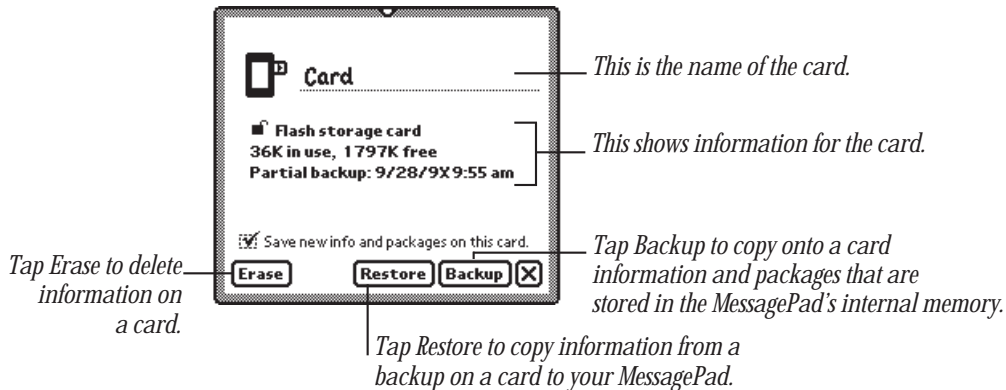 Card
This is the name of the card.
Flash storage card
36K in use, 1797K free
Partial backup: 9/28/9X 9:55 am
This shows information for the card.
Save new info and packages on this card.
Tap Erase to delete
information on
a card.
Erase
Restore
Backup
Tap Backup to copy onto a card
information and packages that are
stored in the MessagePad's internal memory.
Tap Restore to copy information from a
backup on a card to your MessagePad.